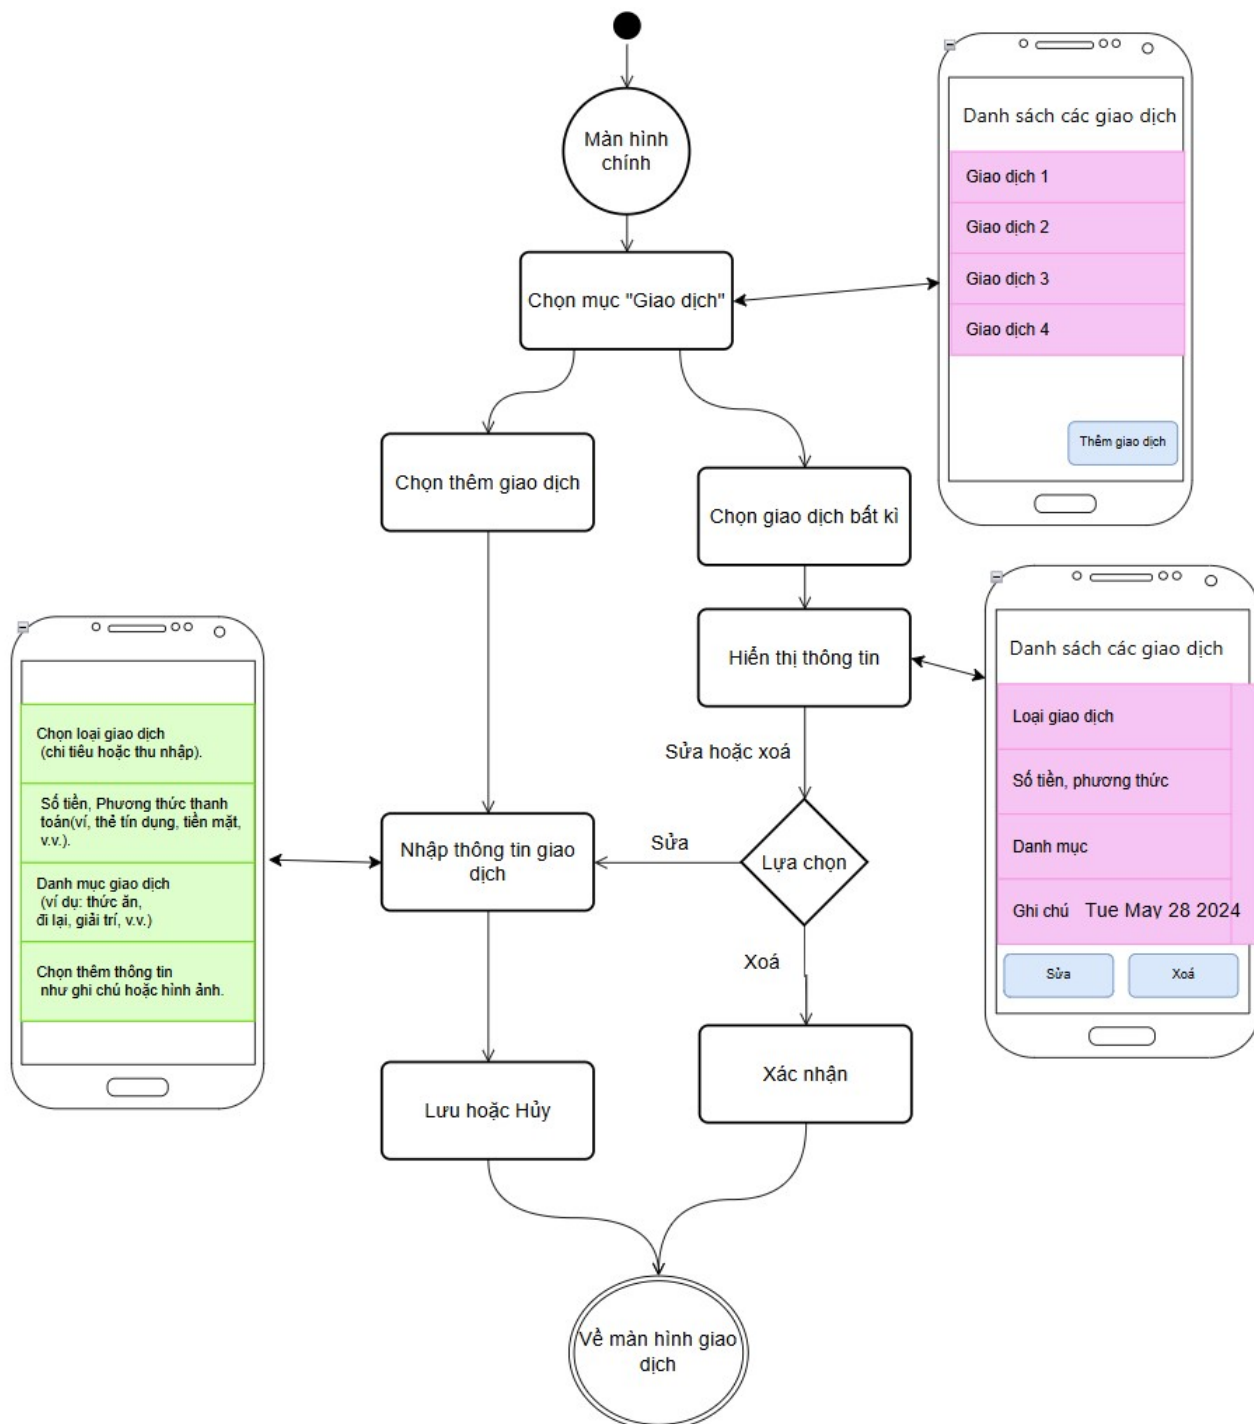 Màn hình
chính
Chọn mục "Giao dịch"
Danh sách các giao dịch
Giao dịch 1
Giao dịch 2
Giao dịch 3
Giao dịch 4
Thêm giao dịch
Chọn thêm giao dịch
Chọn giao dịch bất kì
Hiển thị thông tin
Danh sách các giao dịch
Loại giao dịch
Số tiền, phương thức
Danh mục
Ghi chú Tue May 28 2024
Sửa
Xoá
Sửa hoặc xoá
Lựa chọn
Sửa
Xoá
Nhập thông tin giao
dịch
Chọn loại giao dịch
(chi tiêu hoặc thu nhập).
Số tiền, Phương thức thanh
toán(ví, thẻ tín dụng, tiền mặt,
v.v.).
Danh mục giao dịch
(ví dụ: thức ăn,
đi lại, giải trí, v.v.)
Chọn thêm thông tin
như ghi chú hoặc hình ảnh.
Lưu hoặc Hủy
Xác nhận
Về màn hình giao
dịch